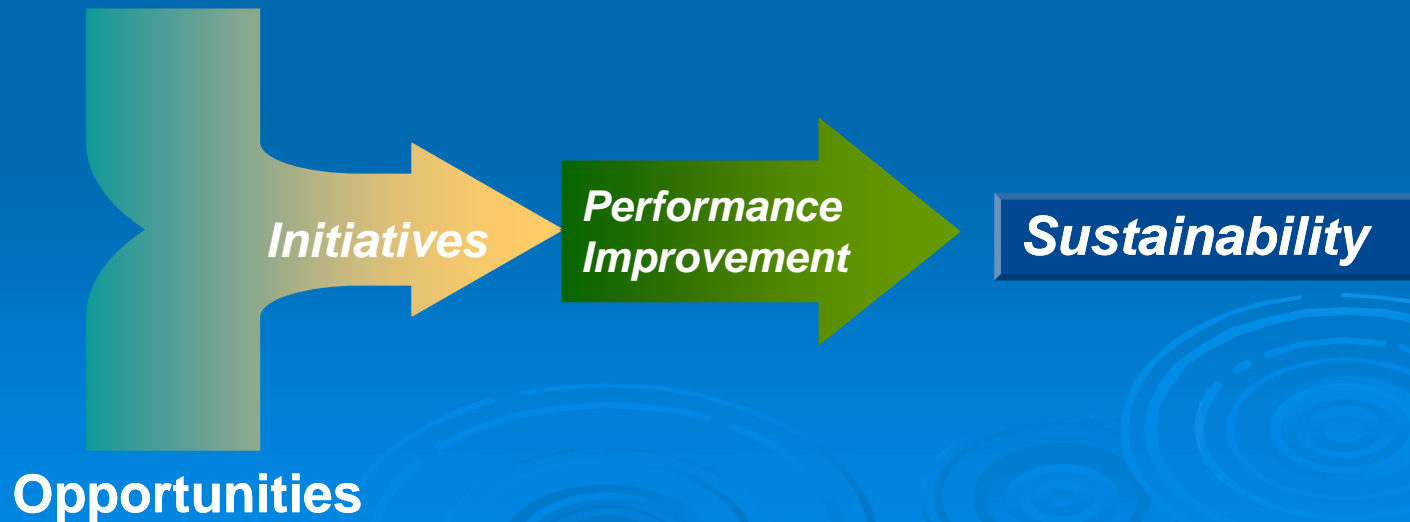 Initiatives
Performance
Improvement
Sustainability
Opportunities